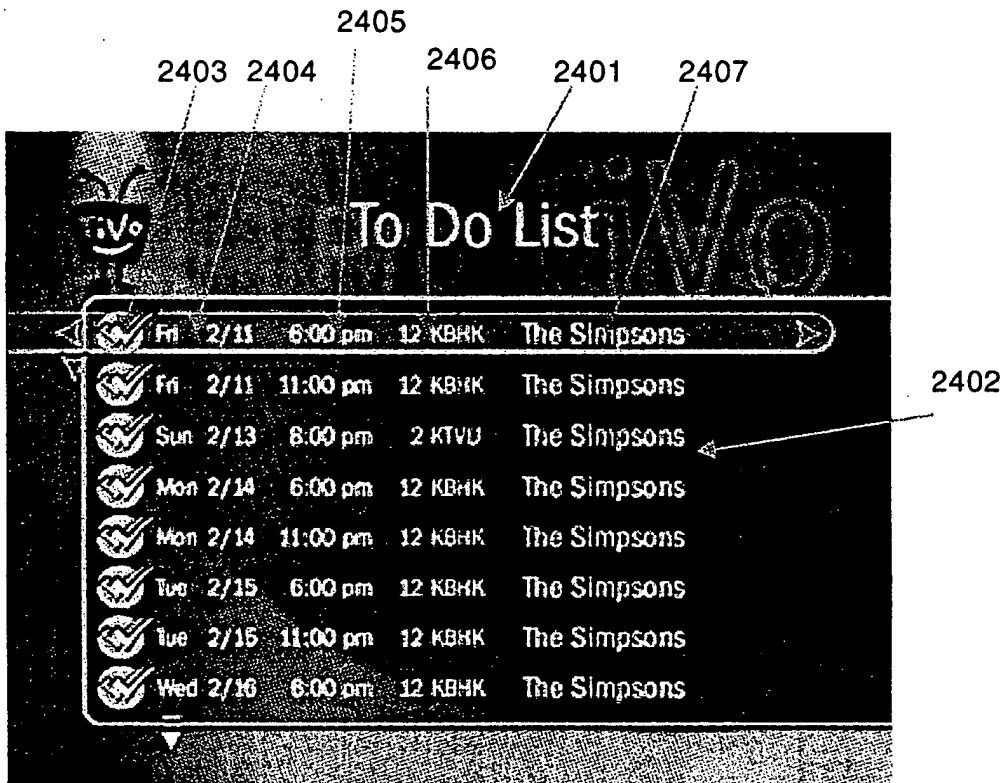 2405
2406
2403 2404 2401 2407
TiVo
iVo
To Do List
Fri 2/11 6:00 pm 12 KBHK The Simpsons
Fri 2/11 11:00 pm 12 KBHK The Simpsons
2402
Sun 2/13 8:00 pm 2 KTVU The Simpsons
Mon 2/14 6:00 pm 12 KBHK The Simpsons
Mon 2/14 11:00 pm 12 KBHK The Simpsons
Tue 2/15 6:00 pm 12 KBHK The Simpsons
Tue 2/15 11:00 pm 12 KBHK The Simpsons
Wed 2/16 6:00 pm 12 KBHK The Simpsons